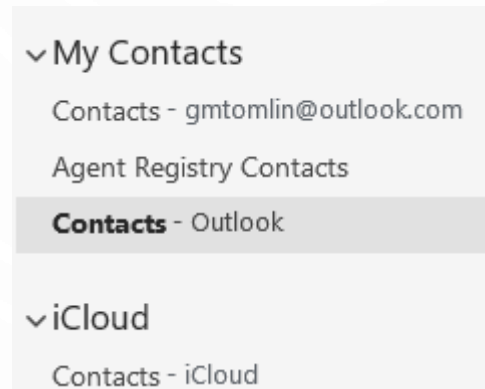 My Contacts
Contacts - gmtomlin@outlook.com
Agent Registry Contacts
Contacts - Outlook
iCloud
Contacts - iCloud